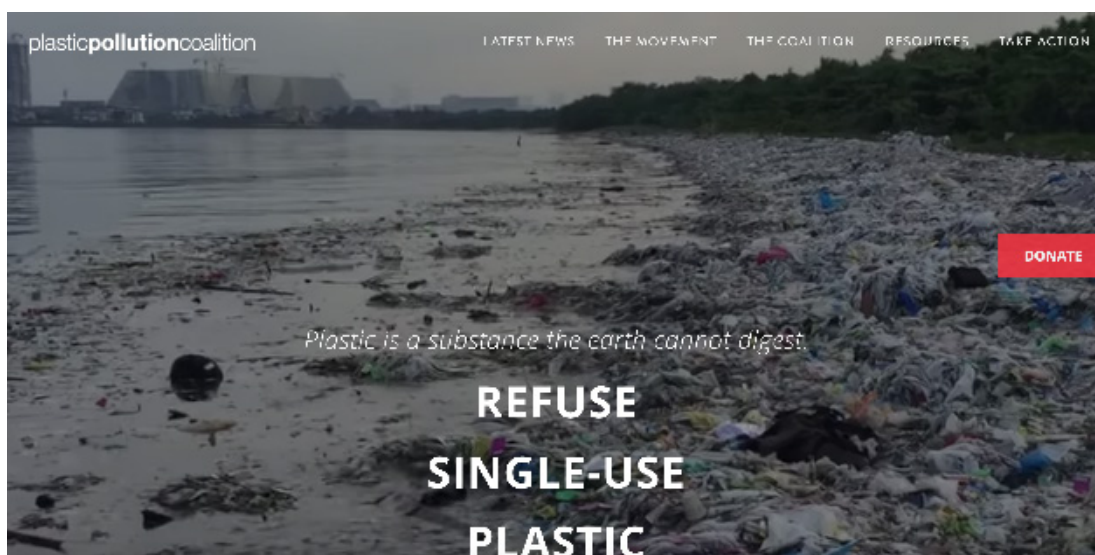 plasticpollutioncoalition
LATEST NEWS THE MOVEMENT THE COALITION RESOURCES TAKE ACTION
DONATE
Plastic is a substance the earth cannot digest.
REFUSE
SINGLE-USE
PLASTIC